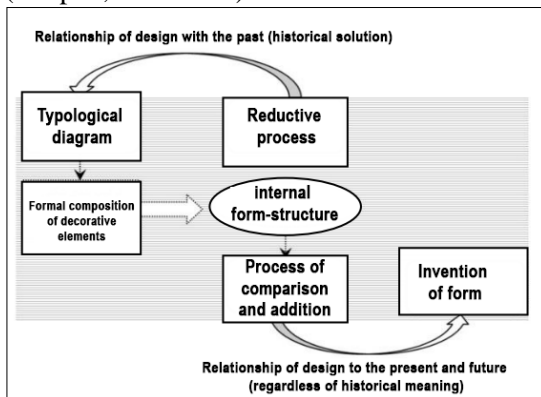 Relationship of design with the past (historical solution)
Typological
diagram
Reductive
process
Formal composition
of decorative
elements
internal
form-structure
Process of
comparison
and addition
Invention
of form
Relationship of design to the present and future
(regardless of historical meaning)